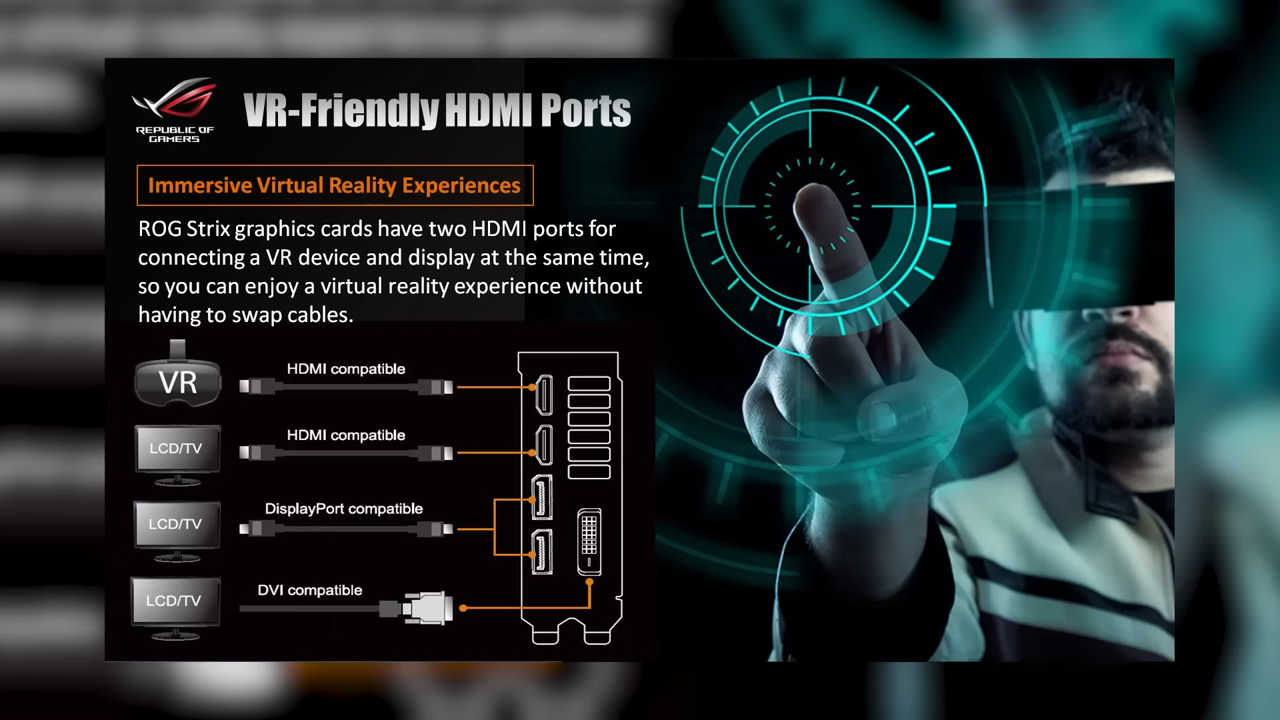 REPUBLIC OF
GAMERS
VR-Friendly HDMI Ports
Immersive Virtual Reality Experiences
ROG Strix graphics cards have two HDMI ports for
connecting a VR device and display at the same time,
so you can enjoy a virtual reality experience without
having to swap cables.
VR
HDMI compatible
LCD/TV
HDMI compatible
LCD/TV
DisplayPort compatible
LCD/TV
DVI compatible